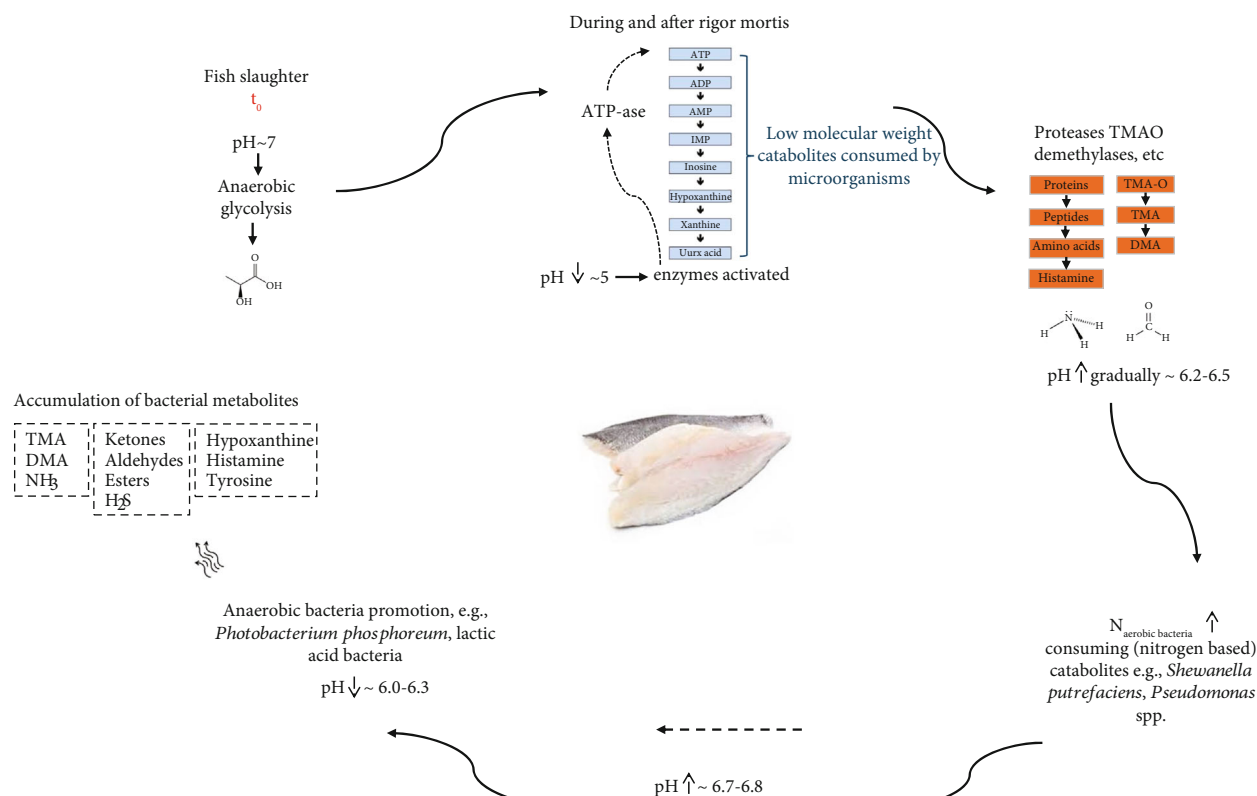 During and after rigor mortis
Fish slaughter
t0
pH~7
Anaerobic
glycolysis
O
OH
OH
ATP-ase
ATP
ADP
AMP
IMP
Inosine
Hypoxanthine
Xanthine
Uurx acid
Low molecular weight
catabolites consumed by
microorganisms
pH ↓ ~5 → enzymes activated
Proteases TMAO
demethylases, etc
Proteins
Peptides
Amino acids
Histamine
TMA-O
TMA
DMA
N
H
H
H
O
C
H
H
pH ↑ gradually ~ 6.2-6.5
N aerobic bacteria ↑
consuming (nitrogen based)
catabolites e.g., Shewanella
putrefaciens, Pseudomonas
spp.
pH ↑ ~ 6.7-6.8
Anaerobic bacteria promotion, e.g.,
Photobacterium phosphoreum, lactic
acid bacteria
pH ↓ ~ 6.0-6.3
Accumulation of bacterial metabolites
TMA
DMA
NH3
Ketones
Aldehydes
Esters
H2S
Hypoxanthine
Histamine
Tyrosine